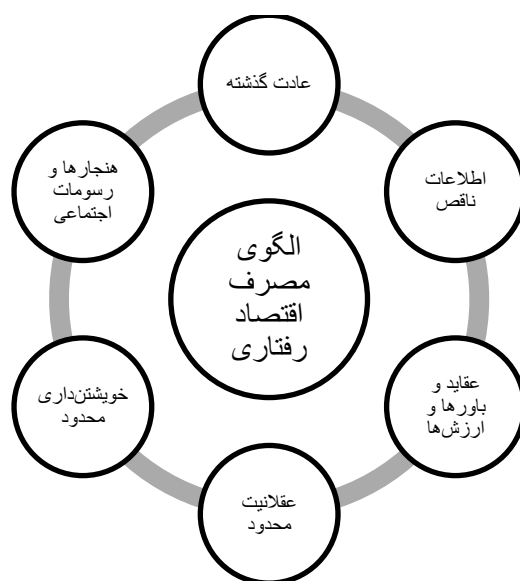 عادت گذشته
اطلاعات
ناقص
عقاید و
باورها و
ارزش‌ها
عقلانیت
محدود
خویشتن‌داری
محدود
هنجارها و
رسومات
اجتماعی
الگوی
مصرف
اقتصاد
رفتاری